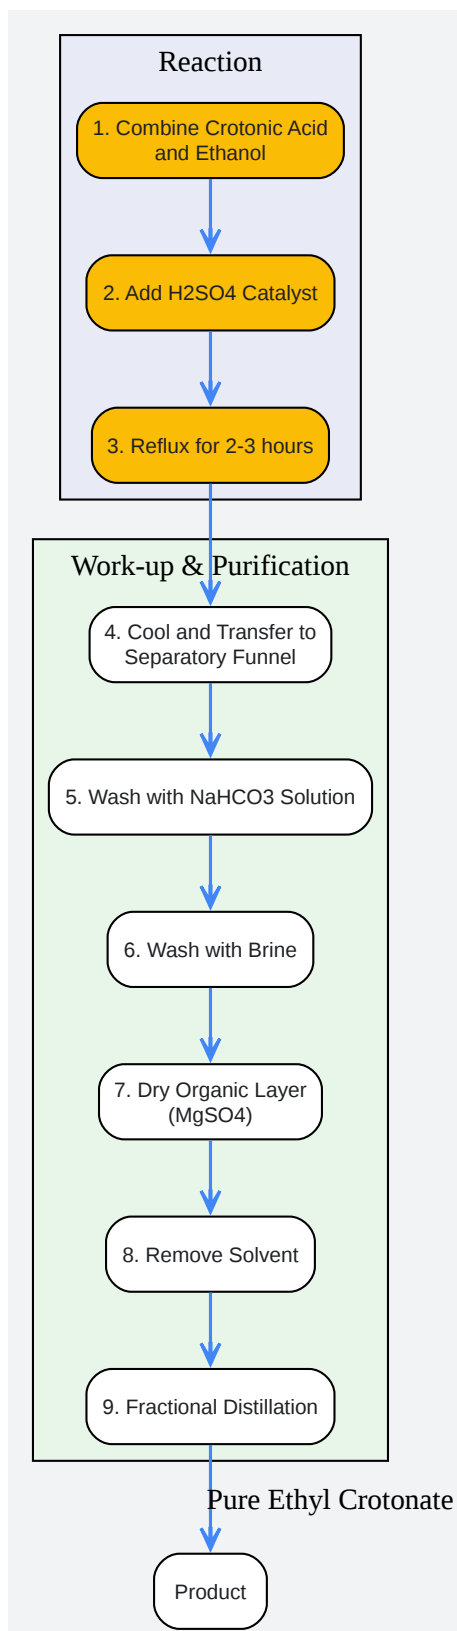 Reaction
1. Combine Crotonic Acid
and Ethanol
2. Add H2SO4 Catalyst
3. Reflux for 2-3 hours
Work-up & Purification
4. Cool and Transfer to
Separatory Funnel
5. Wash with NaHCO3 Solution
6. Wash with Brine
7. Dry Organic Layer
(MgSO4)
8. Remove Solvent
9. Fractional Distillation
Pure Ethyl Crotonate
Product